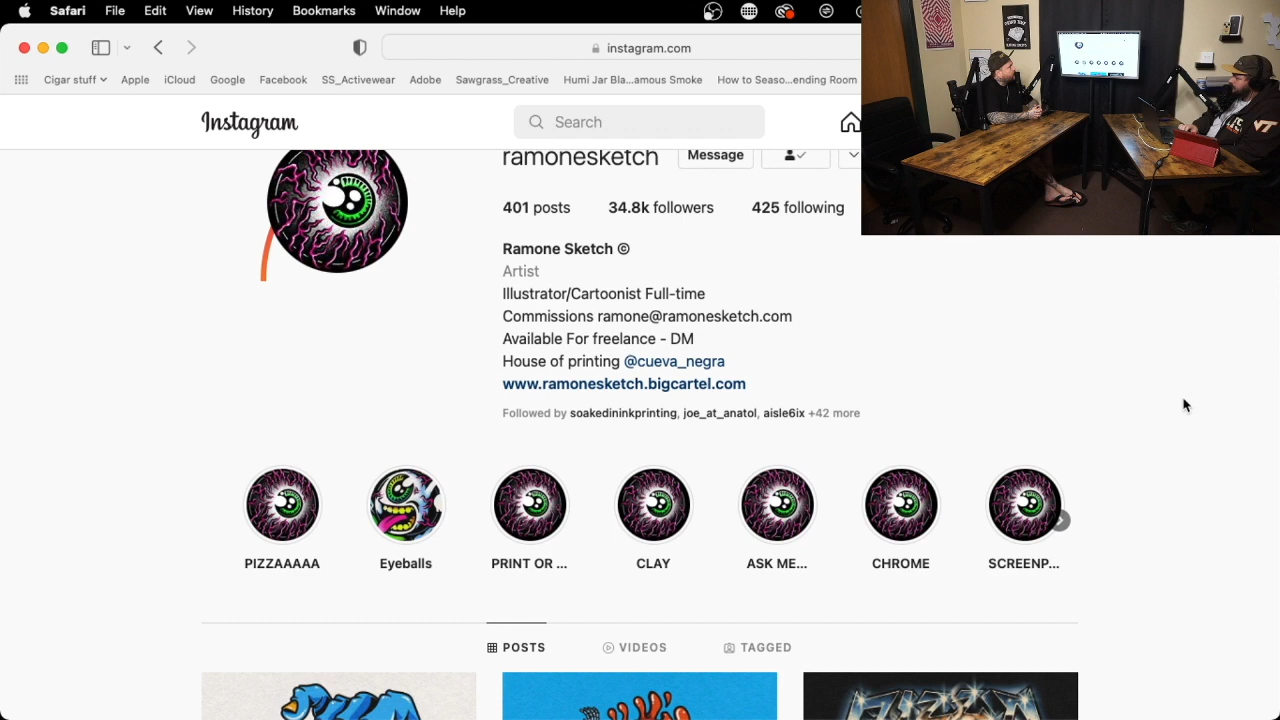 Safari File Edit View History Bookmarks Window Help
instagram.com
Cigar stuff Apple iCloud Google Facebook SS_Activewear Adobe Sawgrass_Creative Humi Jar Bla...amous Smoke How to Seaso...ending Room
Instagram
Search
ramonesketch Message
401 posts 34.8k followers 425 following
Ramone Sketch ©
Artist
Illustrator/Cartoonist Full-time
Commissions ramone@ramonesketch.com
Available For freelance - DM
House of printing @cueva_negra
www.ramonesketch.bigcartel.com
Followed by soakedininkprinting, joe_at_anatol, aisle6ix +42 more
PIZZAAAAA Eyeballs PRINT OR ... CLAY ASK ME... CHROME SCREENP...
POSTS VIDEOS TAGGED